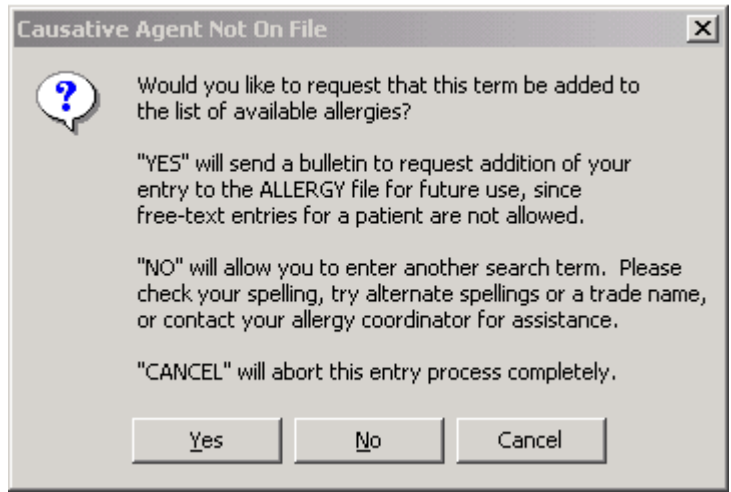 Causative Agent Not On File
Would you like to request that this term be added to
the list of available allergies?
"YES" will send a bulletin to request addition of your
entry to the ALLERGY file for future use, since
free-text entries for a patient are not allowed.
"NO" will allow you to enter another search term.  Please
check your spelling, try alternate spellings or a trade name,
or contact your allergy coordinator for assistance.
"CANCEL" will abort this entry process completely.
Yes
No
Cancel